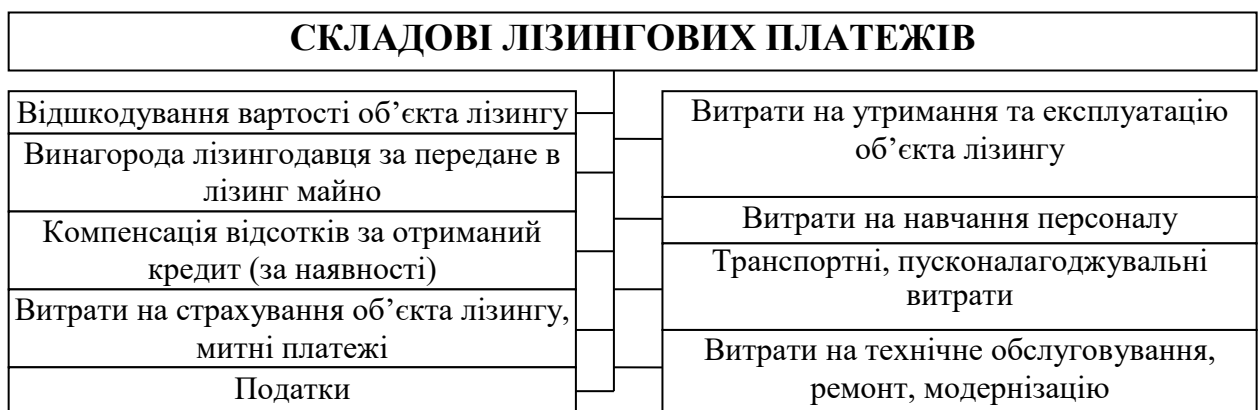 СКЛАДОВІ ЛІЗИНГОВИХ ПЛАТЕЖІВ
Відшкодування вартості об’єкта лізингу
Винагорода лізингодавця за передане в
лізинг майно
Компенсація відсотків за отриманий
кредит (за наявності)
Витрати на страхування об’єкта лізингу,
митні платежі
Податки
Витрати на утримання та експлуатацію
об’єкта лізингу
Витрати на навчання персоналу
Транспортні, пусконалагоджувальні
витрати
Витрати на технічне обслуговування,
ремонт, модернізацію